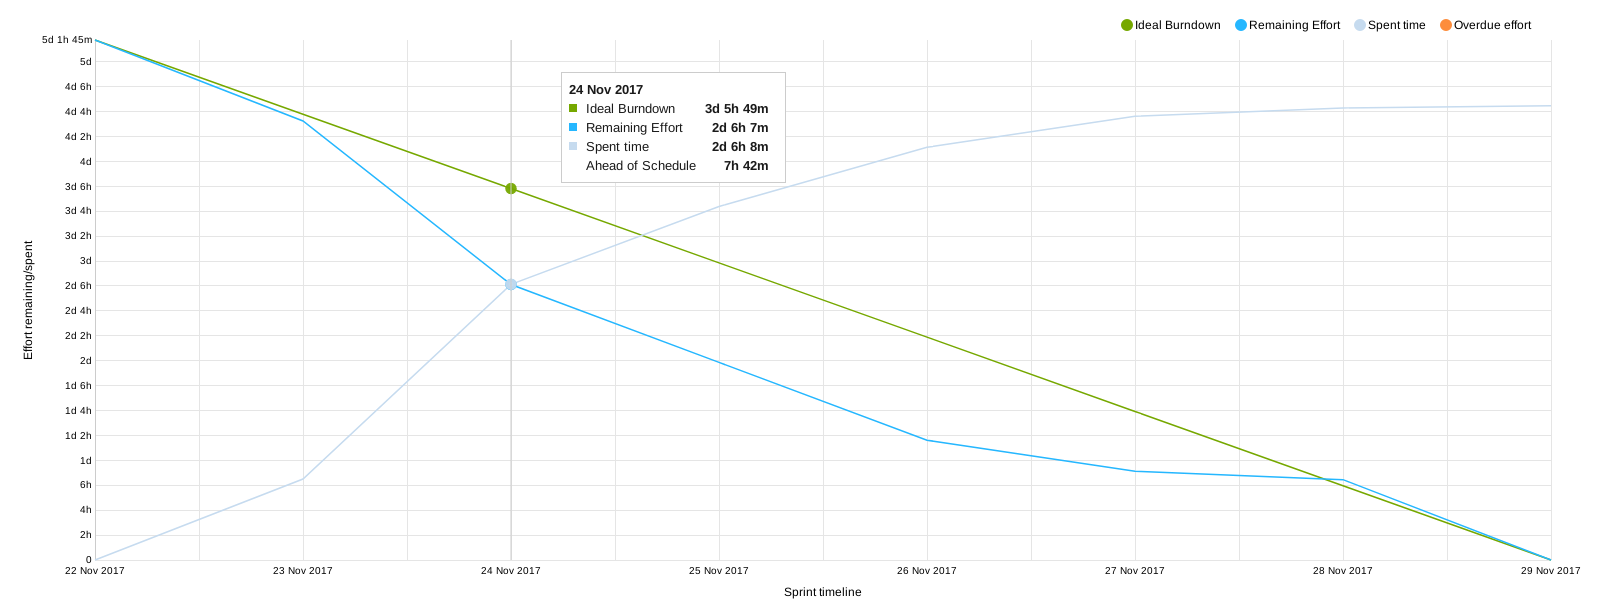 Ideal Burndown Remaining Effort Spent time Overdue effort
5d 1h 45m
5d
4d 6h
4d 4h
4d 2h
4d
3d 6h
3d 4h
3d 2h
3d
2d 6h
2d 4h
2d 2h
2d
1d 6h
1d 4h
1d 2h
1d
6h
4h
2h
0
Effort remaining/spent
24 Nov 2017
Ideal Burndown 3d 5h 49m
Remaining Effort 2d 6h 7m
Spent time 2d 6h 8m
Ahead of Schedule 7h 42m
22 Nov 2017 23 Nov 2017 24 Nov 2017 25 Nov 2017 26 Nov 2017 27 Nov 2017 28 Nov 2017 29 Nov 2017
Sprint timeline